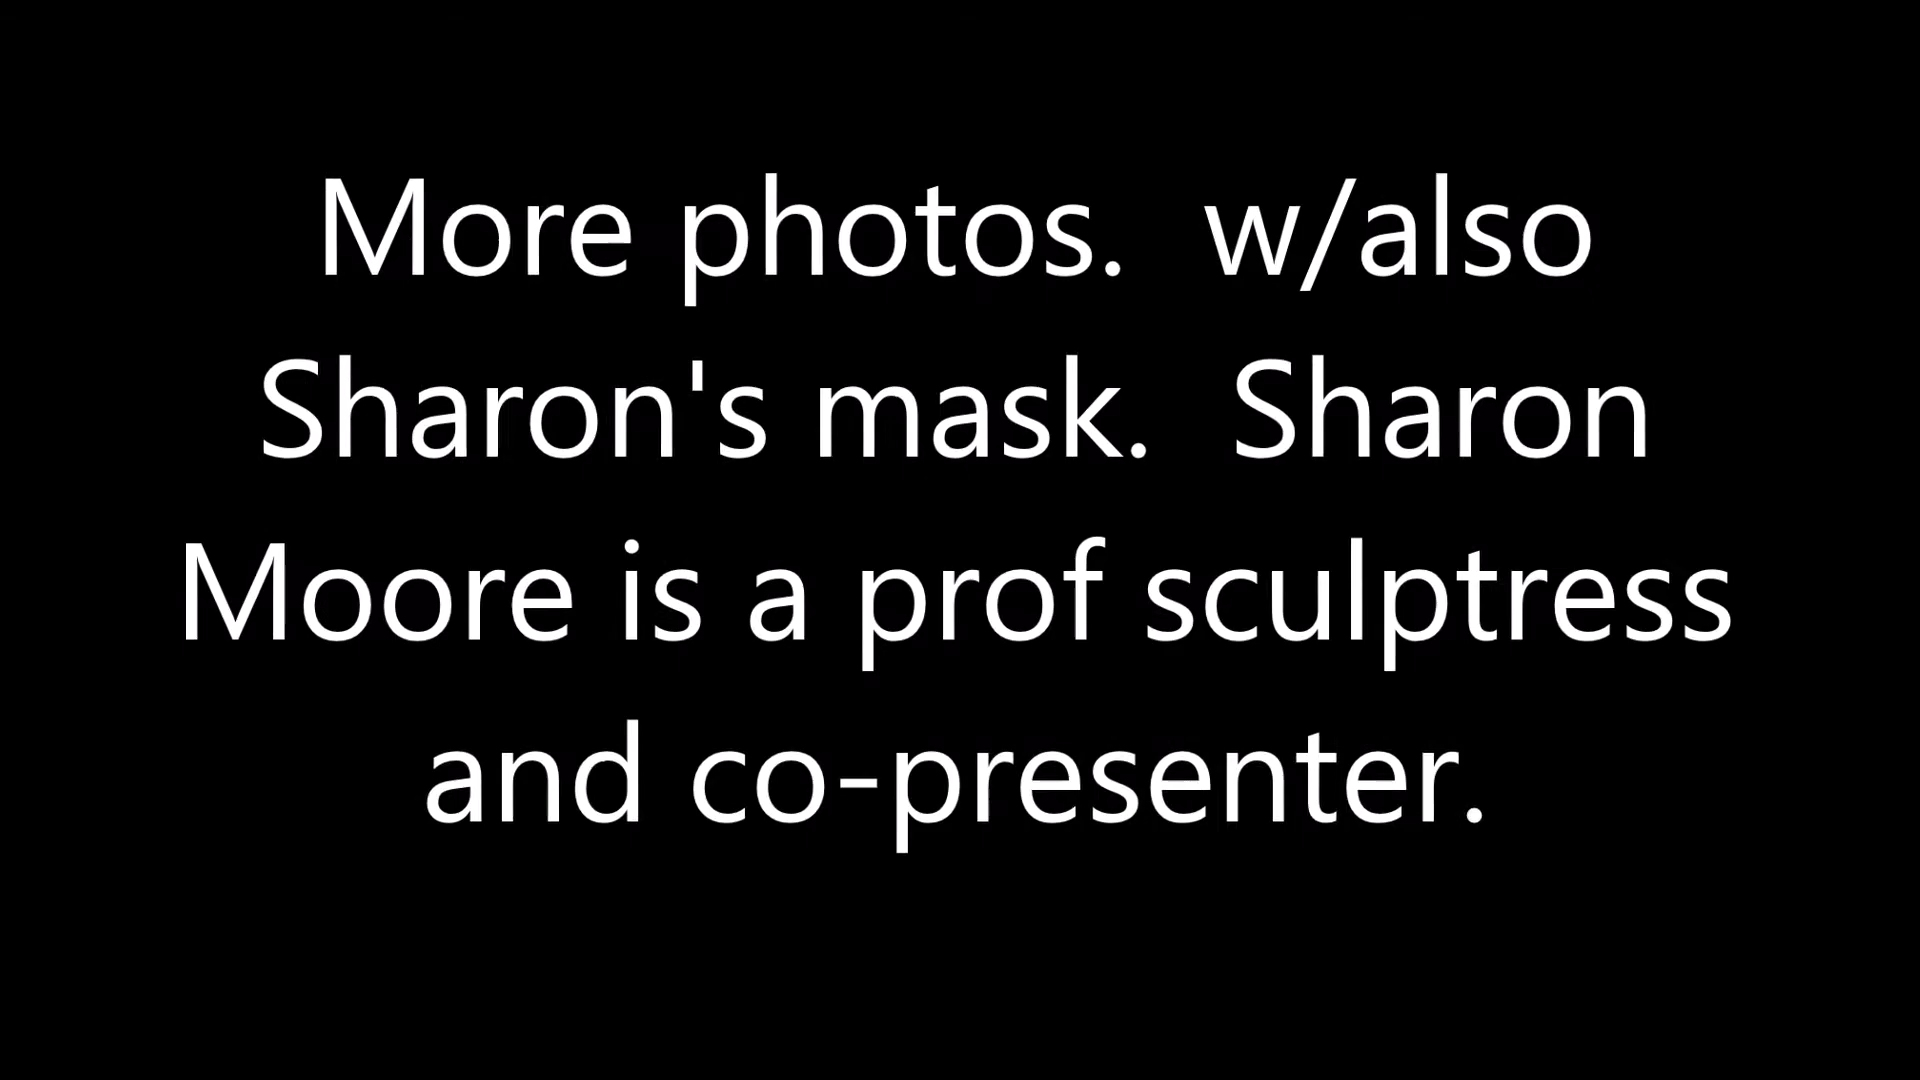 More photos.  w/also
Sharon's mask.  Sharon
Moore is a prof sculptress
and co-presenter.